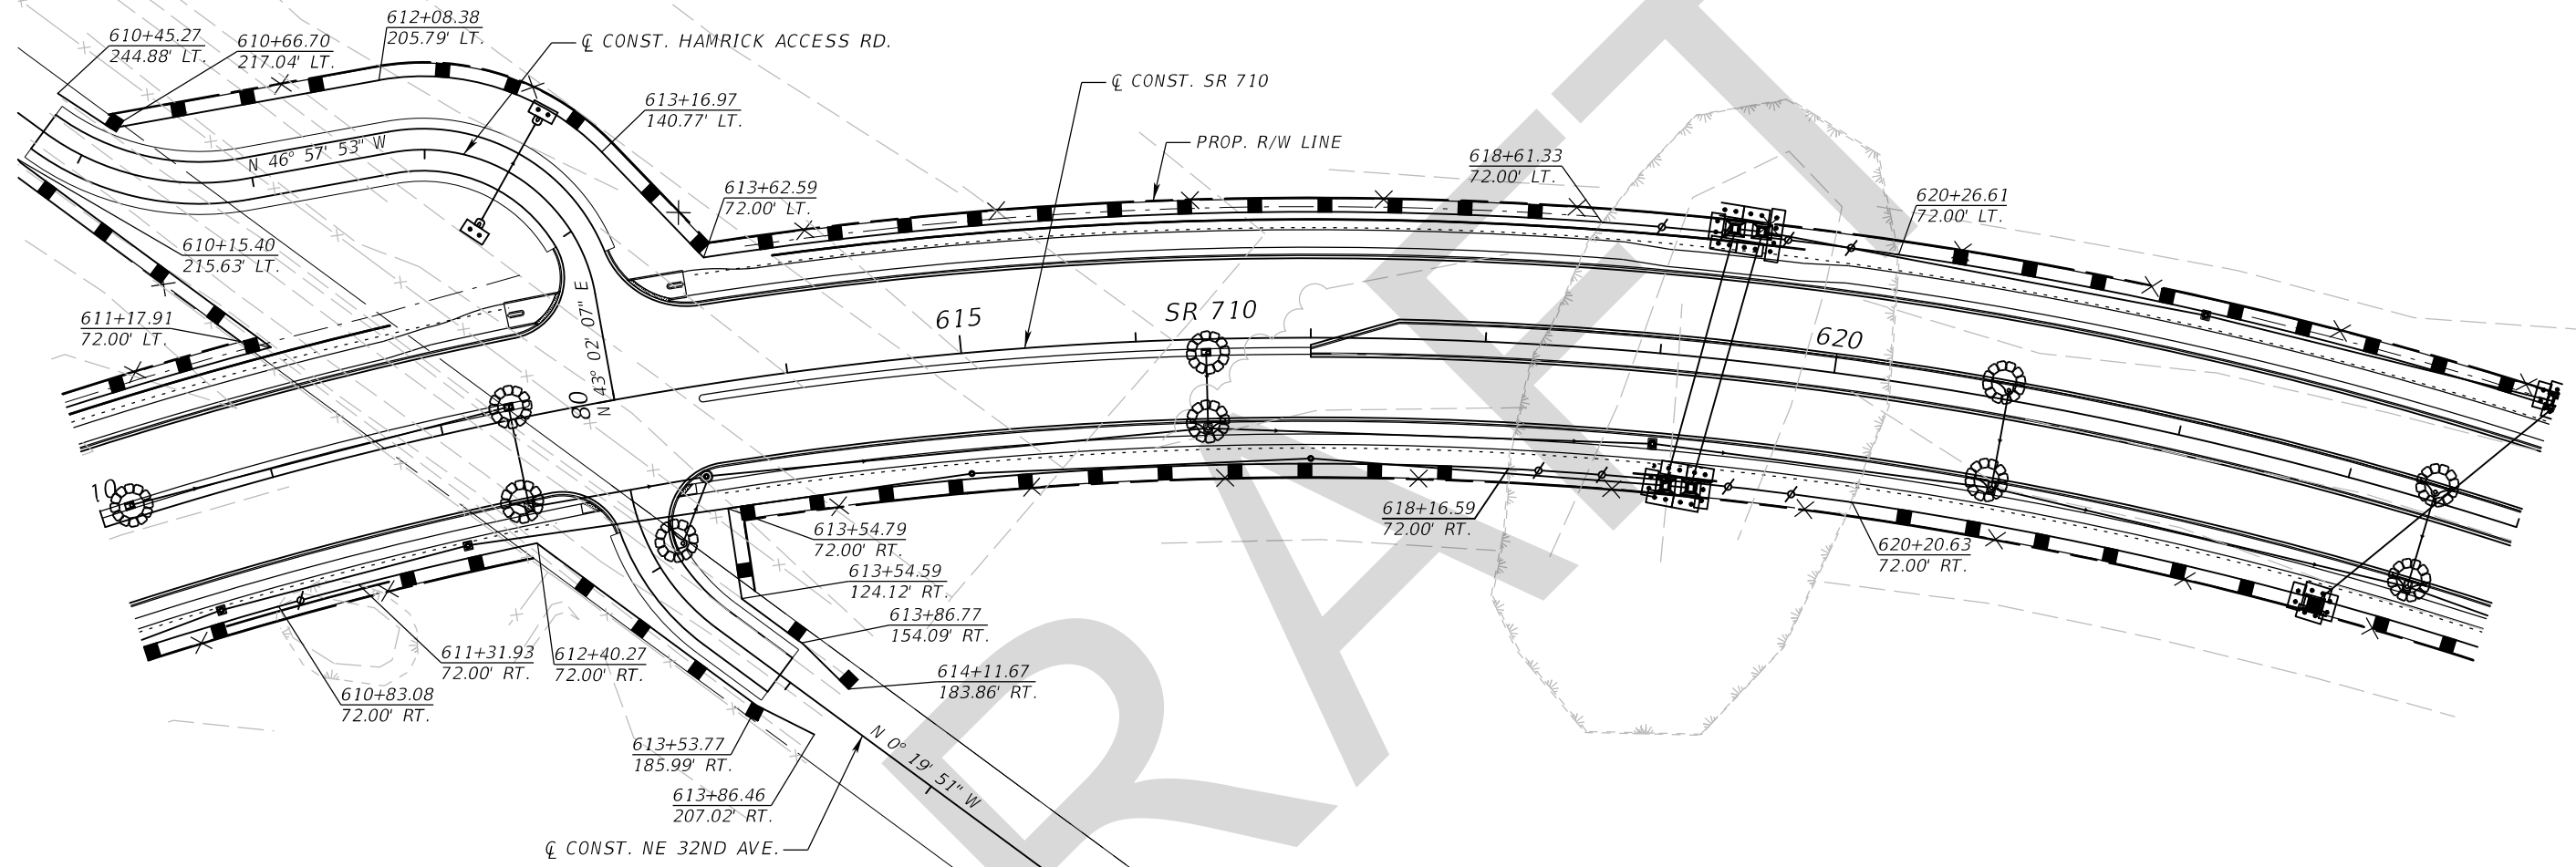 612+08.38
205.79' LT.
610+45.27
244.88' LT.
610+66.70
217.04' LT.
℄ CONST. HAMRICK ACCESS RD.
℄ CONST. SR 710
613+16.97
140.77' LT.
PROP. R/W LINE
N 46° 57' 53" W
618+61.33
72.00' LT.
613+62.59
72.00' LT.
620+26.61
72.00' LT.
610+15.40
215.63' LT.
611+17.91
72.00' LT.
N 43° 02' 07" E
80
615
SR 710
620
10
618+16.59
72.00' RT.
613+54.79
72.00' RT.
620+20.63
72.00' RT.
613+54.59
124.12' RT.
613+86.77
154.09' RT.
611+31.93
72.00' RT.
612+40.27
72.00' RT.
614+11.67
183.86' RT.
610+83.08
72.00' RT.
613+53.77
185.99' RT.
N 0° 19' 51" W
613+86.46
207.02' RT.
℄ CONST. NE 32ND AVE.
RAFT